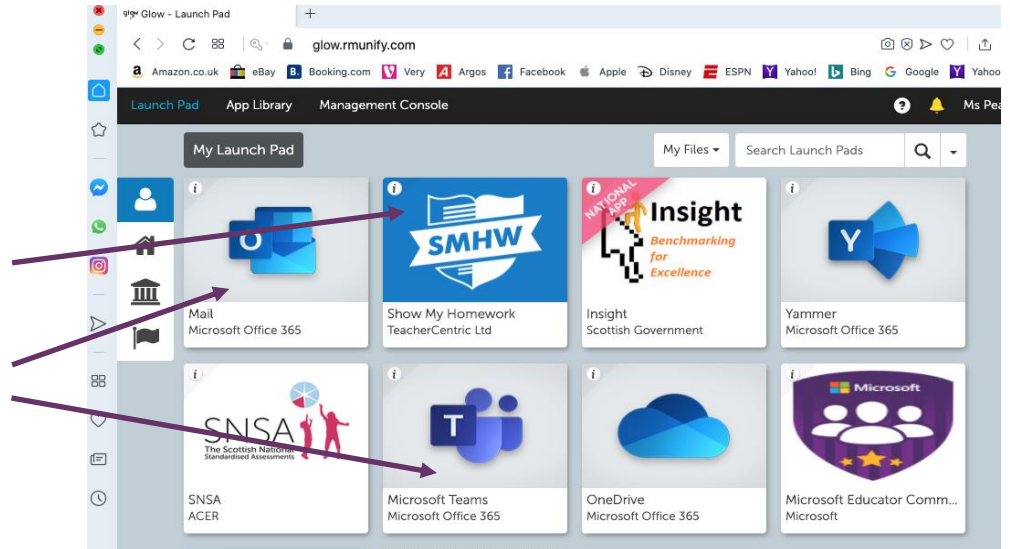 glow Glow - Launch Pad
glow.rmunify.com
a Amazon.co.uk eBay B. Booking.com Very Argos Facebook Apple Disney ESPN Yahoo! Bing Google Yahoo
Launch Pad App Library Management Console ? Ms Pea
My Launch Pad My Files Search Launch Pads
NATIONAL APP
SMHW
Insight
Benchmarking
for
Excellence
Mail Show My Homework Insight Yammer
Microsoft Office 365 TeacherCentric Ltd Scottish Government Microsoft Office 365
Microsoft
SNSA
The Scottish National
Standardised Assessments
SNSA Microsoft Teams OneDrive Microsoft Educator Comm...
ACER Microsoft Office 365 Microsoft Office 365 Microsoft